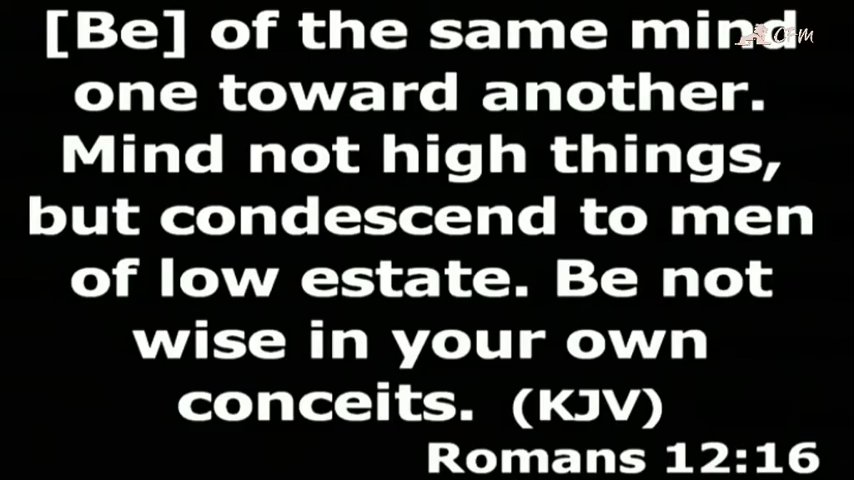 [Be] of the same mind
one toward another.
Mind not high things,
but condescend to men
of low estate. Be not
wise in your own
conceits. (KJV)
Romans 12:16